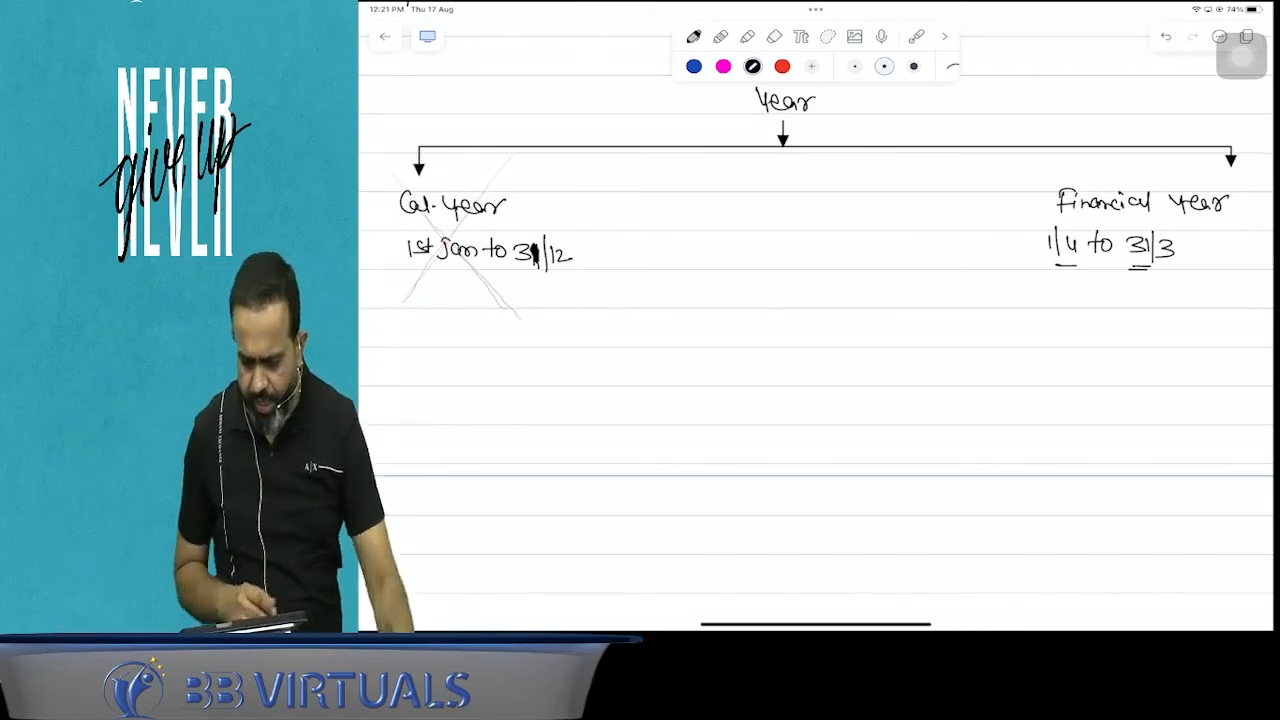 12:21 PM Thu 17 Aug
74%
NEVER
give up
NEVER
Year
Cal. Year
1st Jan to 31/12
Financial Year
1/4 to 31/3
Tt
A|X
BB VIRTUALS